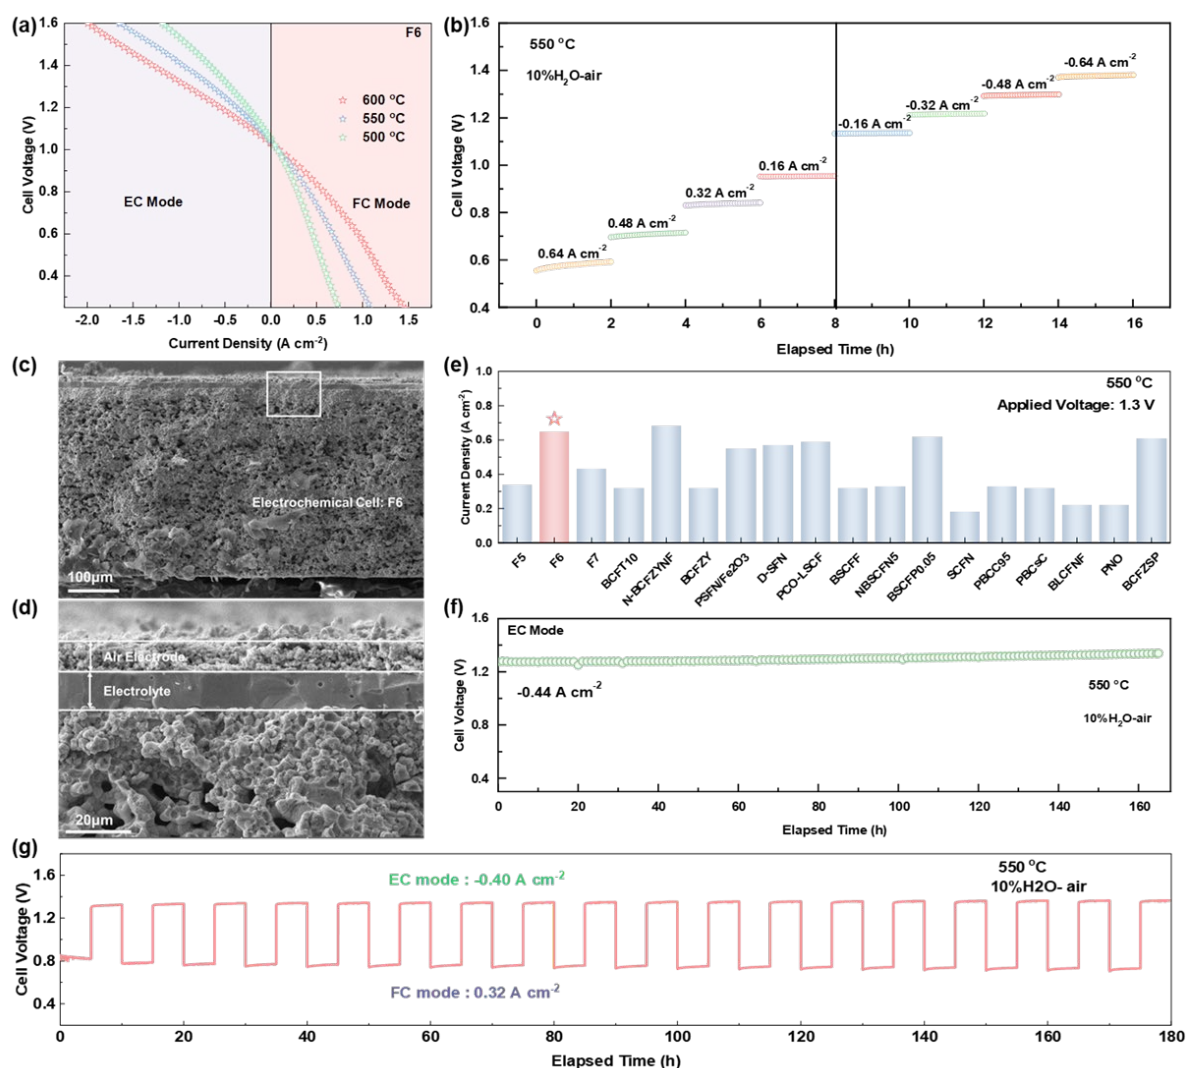 (a)
1.6
1.4
1.2
1.0
0.8
0.6
0.4
Cell Voltage (V)
F6
600 °C
550 °C
500 °C
EC Mode
FC Mode
-2.0 -1.5 -1.0 -0.5 0.0 0.5 1.0 1.5
Current Density (A cm-2)
(b)
1.6
1.4
1.2
1.0
0.8
0.6
0.4
Cell Voltage (V)
550 °C
10%H2O-air
0.64 A cm-2
0.48 A cm-2
0.32 A cm-2
0.16 A cm-2
-0.16 A cm-2
-0.32 A cm-2
-0.48 A cm-2
-0.64 A cm-2
0 2 4 6 8 10 12 14 16
Elapsed Time (h)
(c)
Electrochemical Cell: F6
100µm
(d)
Air Electrode
Electrolyte
20µm
(e)
1.0
0.8
0.6
0.4
0.2
0.0
Current Density (A cm-2)
550 °C
Applied Voltage: 1.3 V
F5
F6
F7
BCFT10
N-BCFZYNF
BCFZY
PSFN/Fe2O3
D-SFN
PCO-LSCF
BSCFF
NBSCFN5
BSCFP0.05
SCFN
PBCC95
PBCsC
BLCFNF
PNO
BCFZSP
(f)
1.6
1.2
0.8
0.4
Cell Voltage (V)
EC Mode
-0.44 A cm-2
550 °C
10%H2O-air
0 20 40 60 80 100 120 140 160
Elapsed Time (h)
(g)
1.6
1.2
0.8
0.4
Cell Voltage (V)
EC mode : -0.40 A cm-2
FC mode : 0.32 A cm-2
550 °C
10%H2O- air
0 20 40 60 80 100 120 140 160 180
Elapsed Time (h)